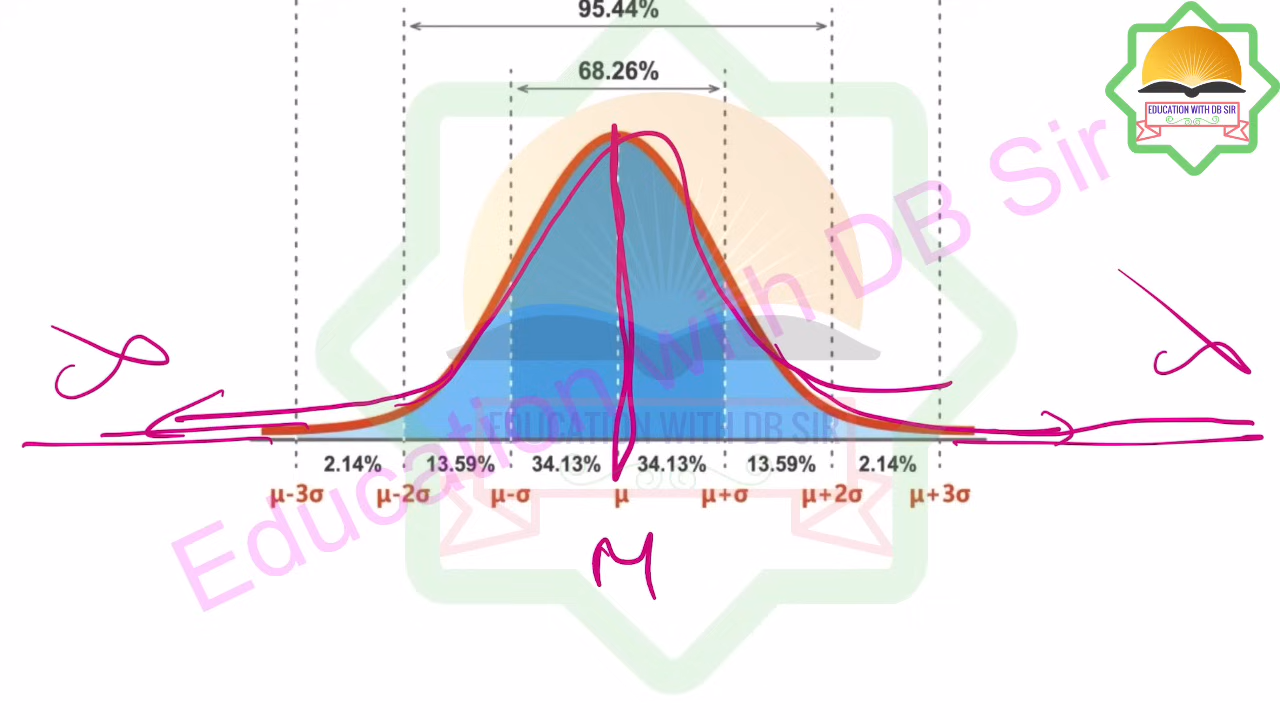 95.44%
68.26%
EDUCATION WITH DB SIR
Education with DB Sir
EDUCATION WITH DB SIR
2.14% 13.59% 34.13% 34.13% 13.59% 2.14%
μ-3σ μ-2σ μ-σ μ μ+σ μ+2σ μ+3σ
M